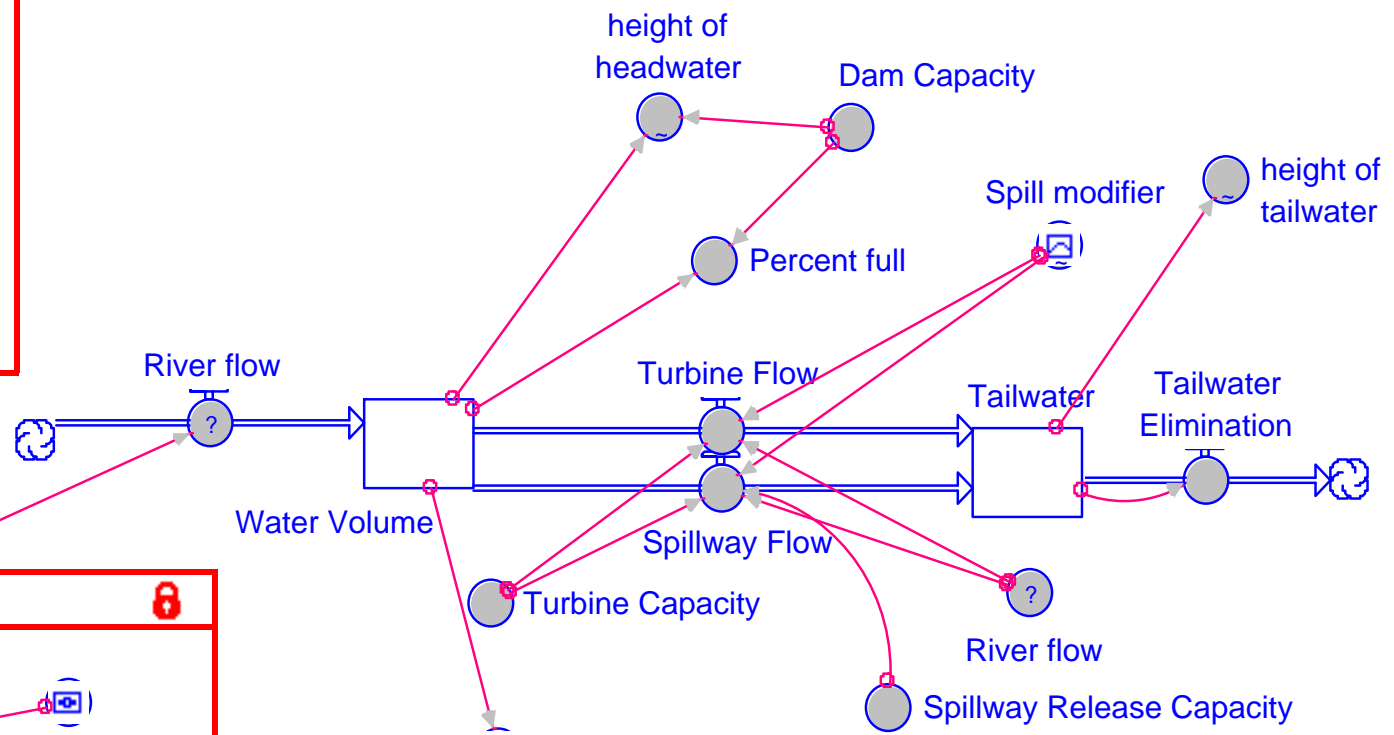 height of
headwater
Dam Capacity
~
height of
tailwater
~
Spill modifier
~
Percent full
River flow
?
Turbine Flow
Tailwater
Tailwater
Elimination
Water Volume
Spillway Flow
Turbine Capacity
?
River flow
Spillway Release Capacity